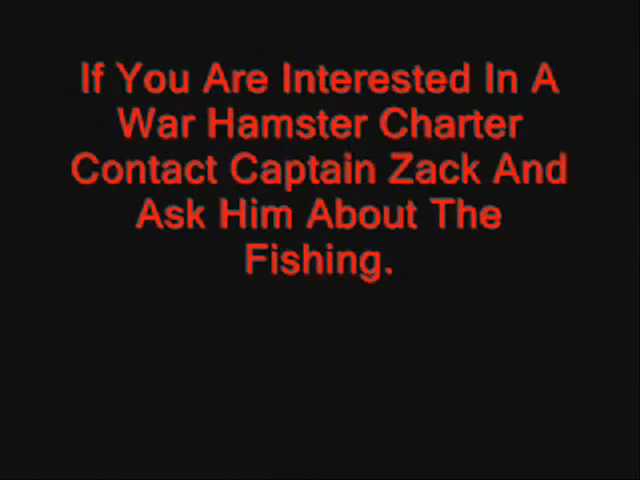 If You Are Interested In A
War Hamster Charter
Contact Captain Zack And
Ask Him About The
Fishing.